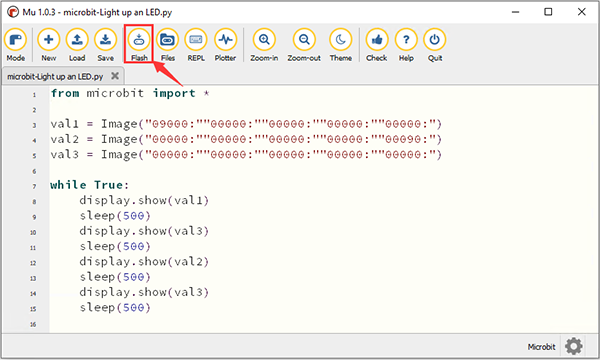 Mu 1.0.3 - microbit-Light up an LED.py
Mode New Load Save Flash Files REPL Plotter Zoom-in Zoom-out Theme Check Help Quit
microbit-Light up an LED.py
1 from microbit import *
2
3 val1 = Image("09000:""00000:""00000:""00000:""00000:")
4 val2 = Image("00000:""00000:""00000:""00000:""00090:")
5 val3 = Image("00000:""00000:""00000:""00000:""00000:")
6
7 while True:
8 display.show(val1)
9 sleep(500)
10 display.show(val3)
11 sleep(500)
12 display.show(val2)
13 sleep(500)
14 display.show(val3)
15 sleep(500)
16
Microbit